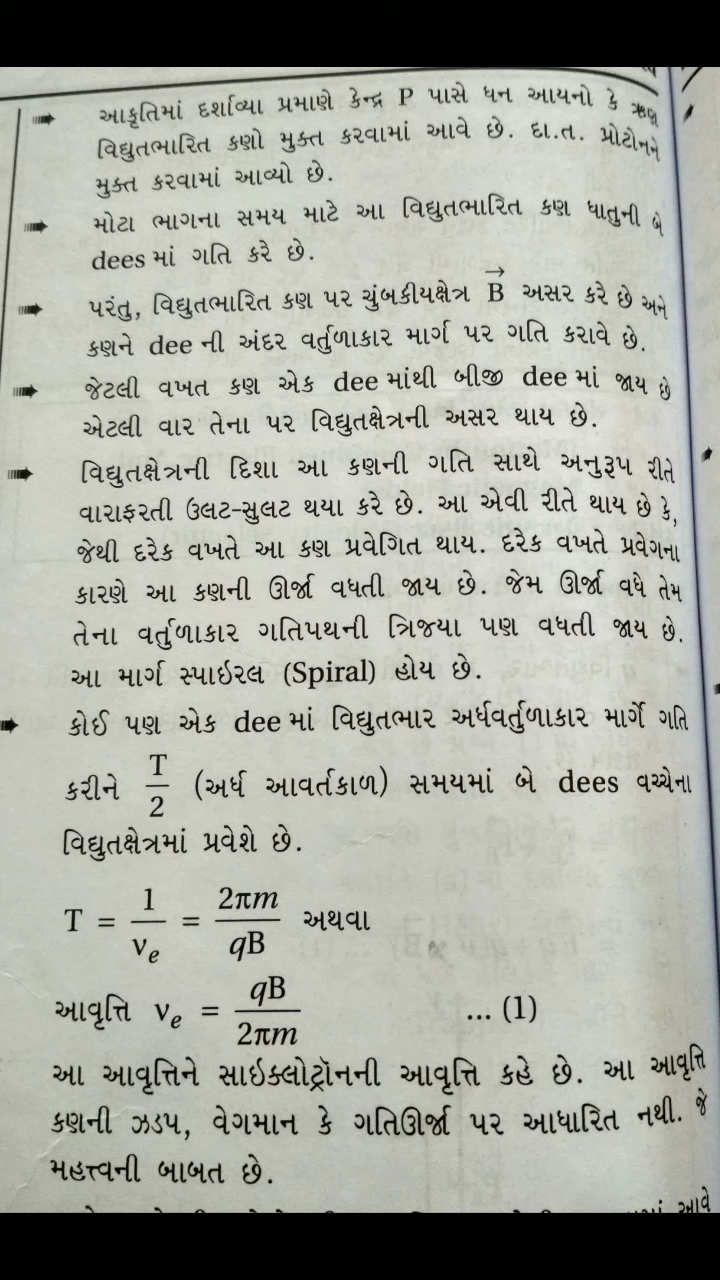 આકૃતિમાં દર્શાવ્યા પ્રમાણે કેન્દ્ર P પાસે ધન આયનો કે ઋણ
વિદ્યુતભારિત કણો મુક્ત કરવામાં આવે છે. દા.ત. પ્રોટોનને
મુક્ત કરવામાં આવ્યો છે.
મોટા ભાગના સમય માટે આ વિદ્યુતભારિત કણ ધાતુની બે
dees માં ગતિ કરે છે.
પરંતુ, વિદ્યુતભારિત કણ પર ચુંબકીયક્ષેત્ર B⃗ અસર કરે છે અને
કણને dee ની અંદર વર્તુળાકાર માર્ગ પર ગતિ કરાવે છે.
જેટલી વખત કણ એક dee માંથી બીજી dee માં જાય છે
એટલી વાર તેના પર વિદ્યુતક્ષેત્રની અસર થાય છે.
વિદ્યુતક્ષેત્રની દિશા આ કણની ગતિ સાથે અનુરૂપ રીતે
વારાફરતી ઉલટ-સુલટ થયા કરે છે. આ એવી રીતે થાય છે કે,
જેથી દરેક વખતે આ કણ પ્રવેગિત થાય. દરેક વખતે પ્રવેગના
કારણે આ કણની ઊર્જા વધતી જાય છે. જેમ ઊર્જા વધે તેમ
તેના વર્તુળાકાર ગતિપથની ત્રિજયા પણ વધતી જાય છે.
આ માર્ગ સ્પાઇરલ (Spiral) હોય છે.
કોઈ પણ એક dee માં વિદ્યુતભાર અર્ધવર્તુળાકાર માર્ગે ગતિ
કરીને T/2 (અર્ધ આવર્તકાળ) સમયમાં બે dees વચ્ચેના
વિદ્યુતક્ષેત્રમાં પ્રવેશે છે.
T = 1/νₑ = 2πm/qB અથવા
આવૃત્તિ νₑ = qB/2πm ... (1)
આ આવૃત્તિને સાઇક્લોટ્રૉનની આવૃત્તિ કહે છે. આ આવૃત્તિ
કણની ઝડપ, વેગમાન કે ગતિઊર્જા પર આધારિત નથી. જે
મહત્ત્વની બાબત છે.
આવે